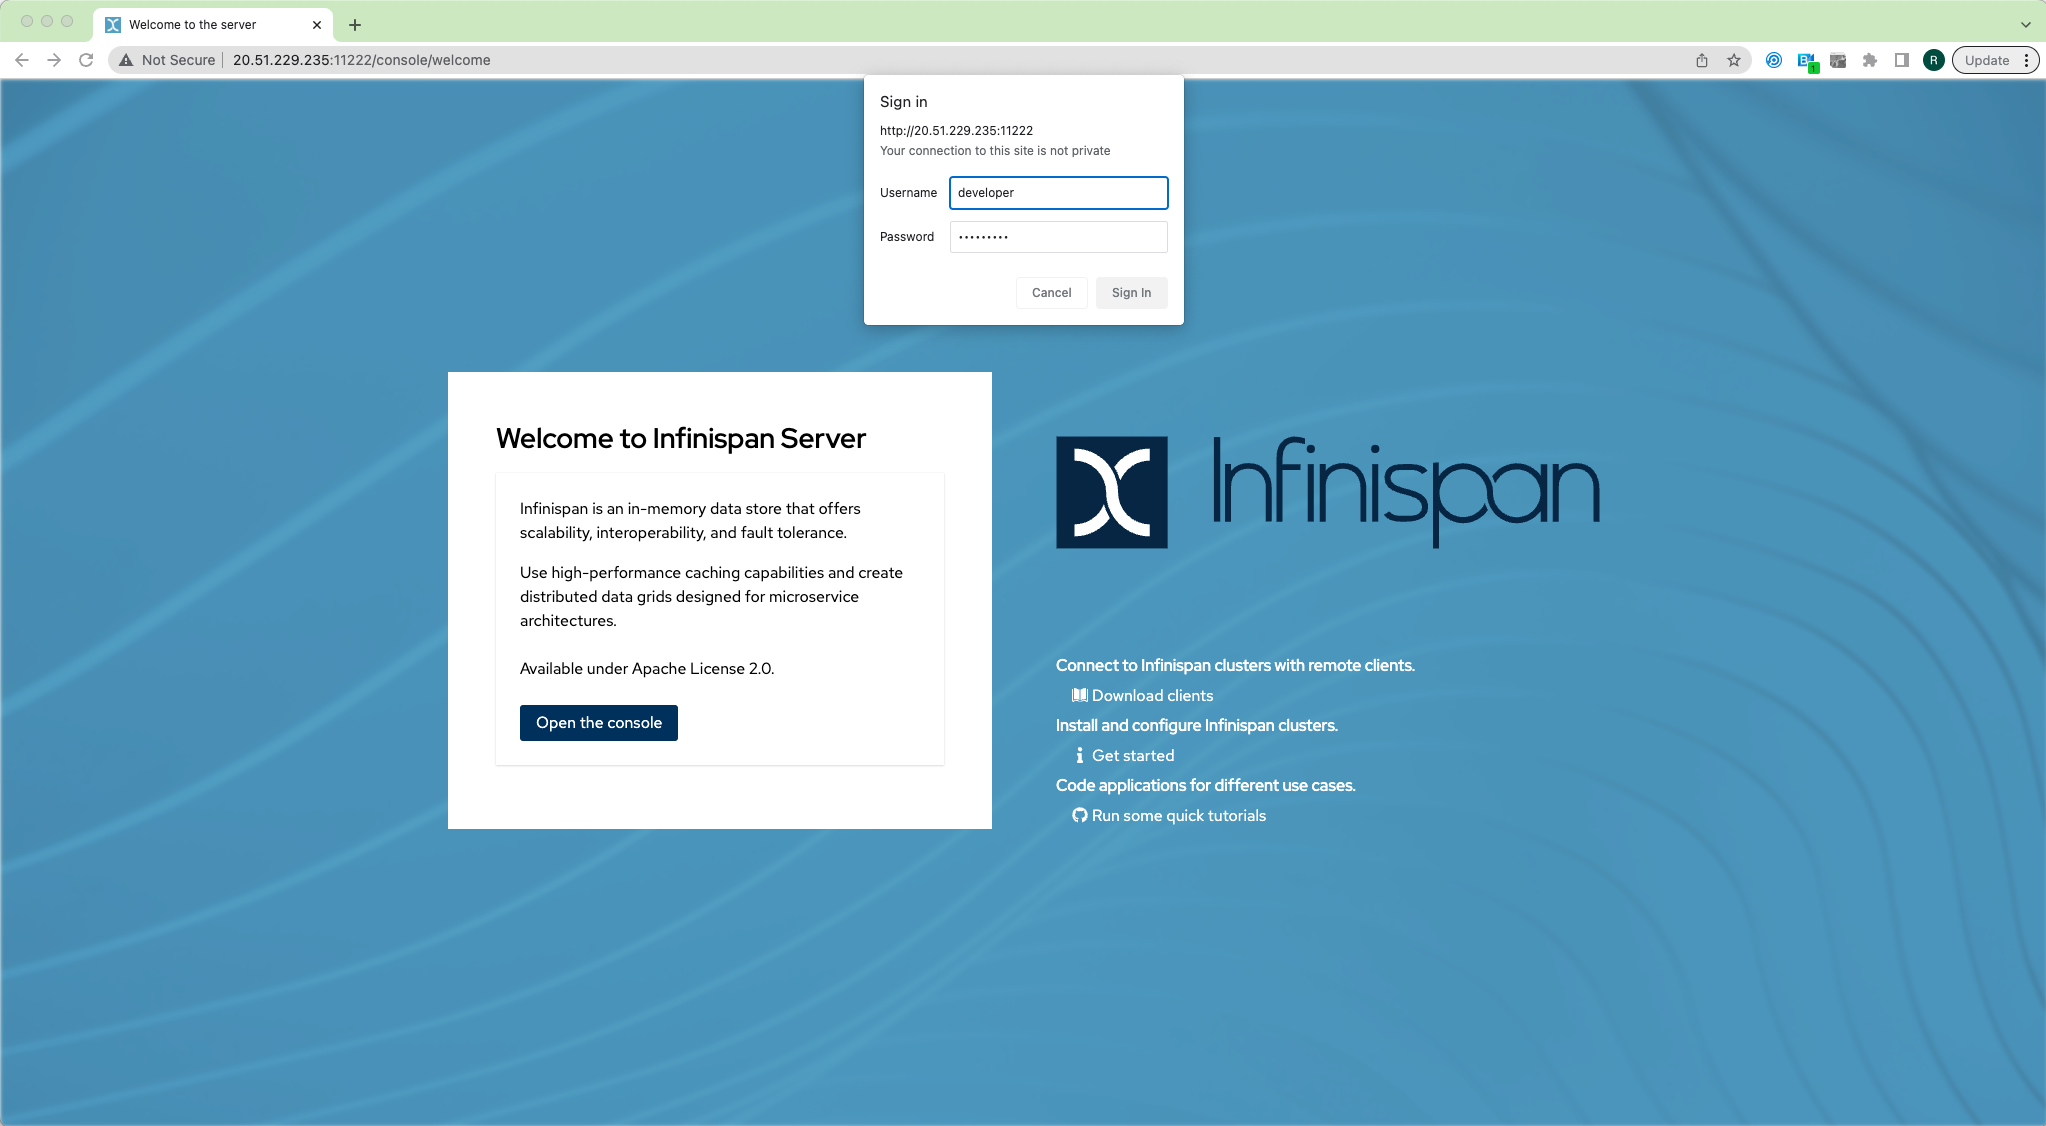 Welcome to the server
Not Secure
20.51.229.235:11222/console/welcome
1
R
Update
Sign in
http://20.51.229.235:11222
Your connection to this site is not private
Username
developer
Password
•••••••••
Cancel
Sign In
Welcome to Infinispan Server
Infinispan is an in-memory data store that offers
scalability, interoperability, and fault tolerance.
Use high-performance caching capabilities and create
distributed data grids designed for microservice
architectures.
Available under Apache License 2.0.
Open the console
Infinispan
Connect to Infinispan clusters with remote clients.
Download clients
Install and configure Infinispan clusters.
Get started
Code applications for different use cases.
Run some quick tutorials